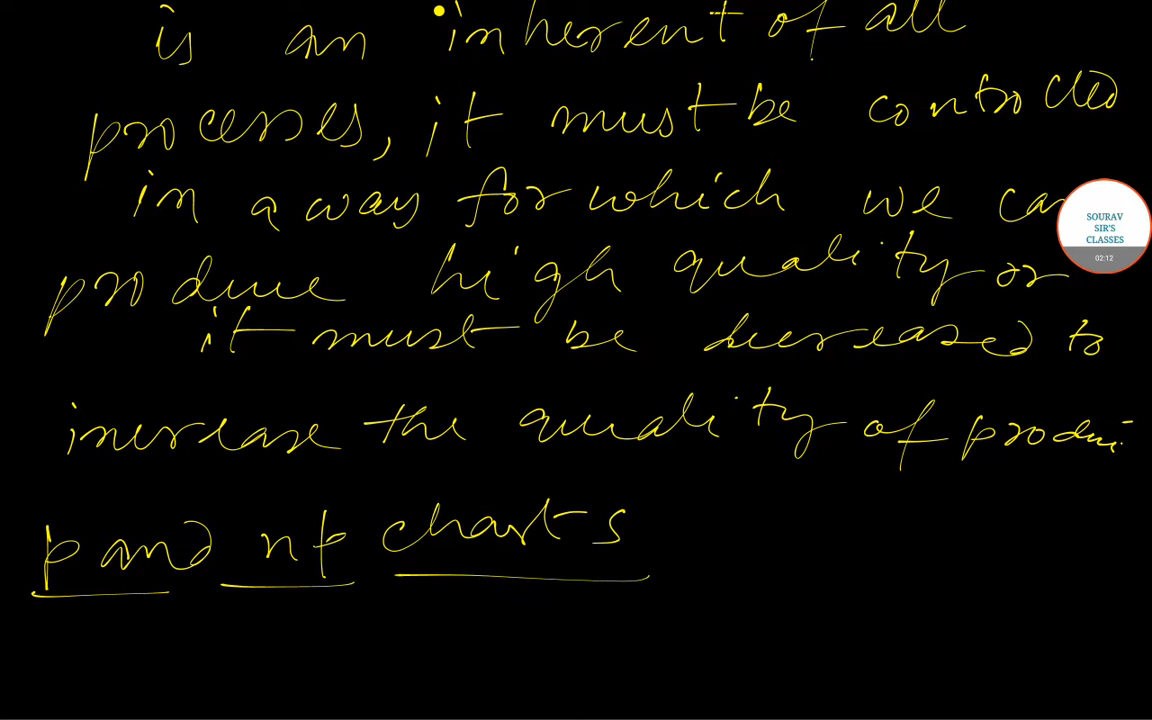 is an inherent of all
processes, it must be controlled
in a way for which we can
SOURAV
SIR'S
CLASSES
02:12
produce high quality or
it must be decreased to
increase the quality of produ
p and np charts